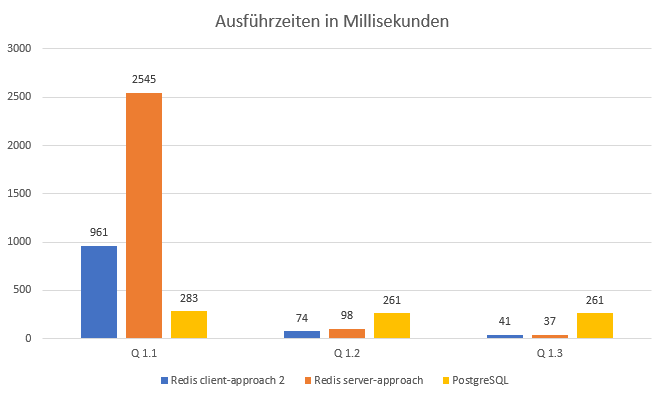 Ausführzeiten in Millisekunden
3000
2500
2000
1500
1000
500
0
961
2545
283
74
98
261
41
37
261
Q 1.1
Q 1.2
Q 1.3
Redis client-approach 2
Redis server-approach
PostgreSQL